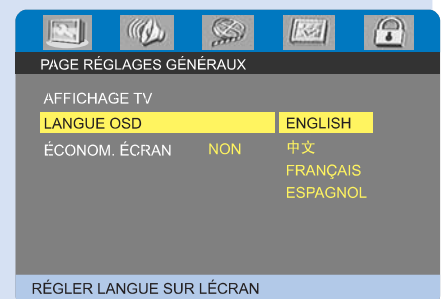 PAGE RÉGLAGES GÉNÉRAUX
AFFICHAGE TV
LANGUE OSD ENGLISH
ÉCONOM. ÉCRAN NON 中文
FRANÇAIS
ESPAGNOL
RÉGLER LANGUE SUR LÉCRAN